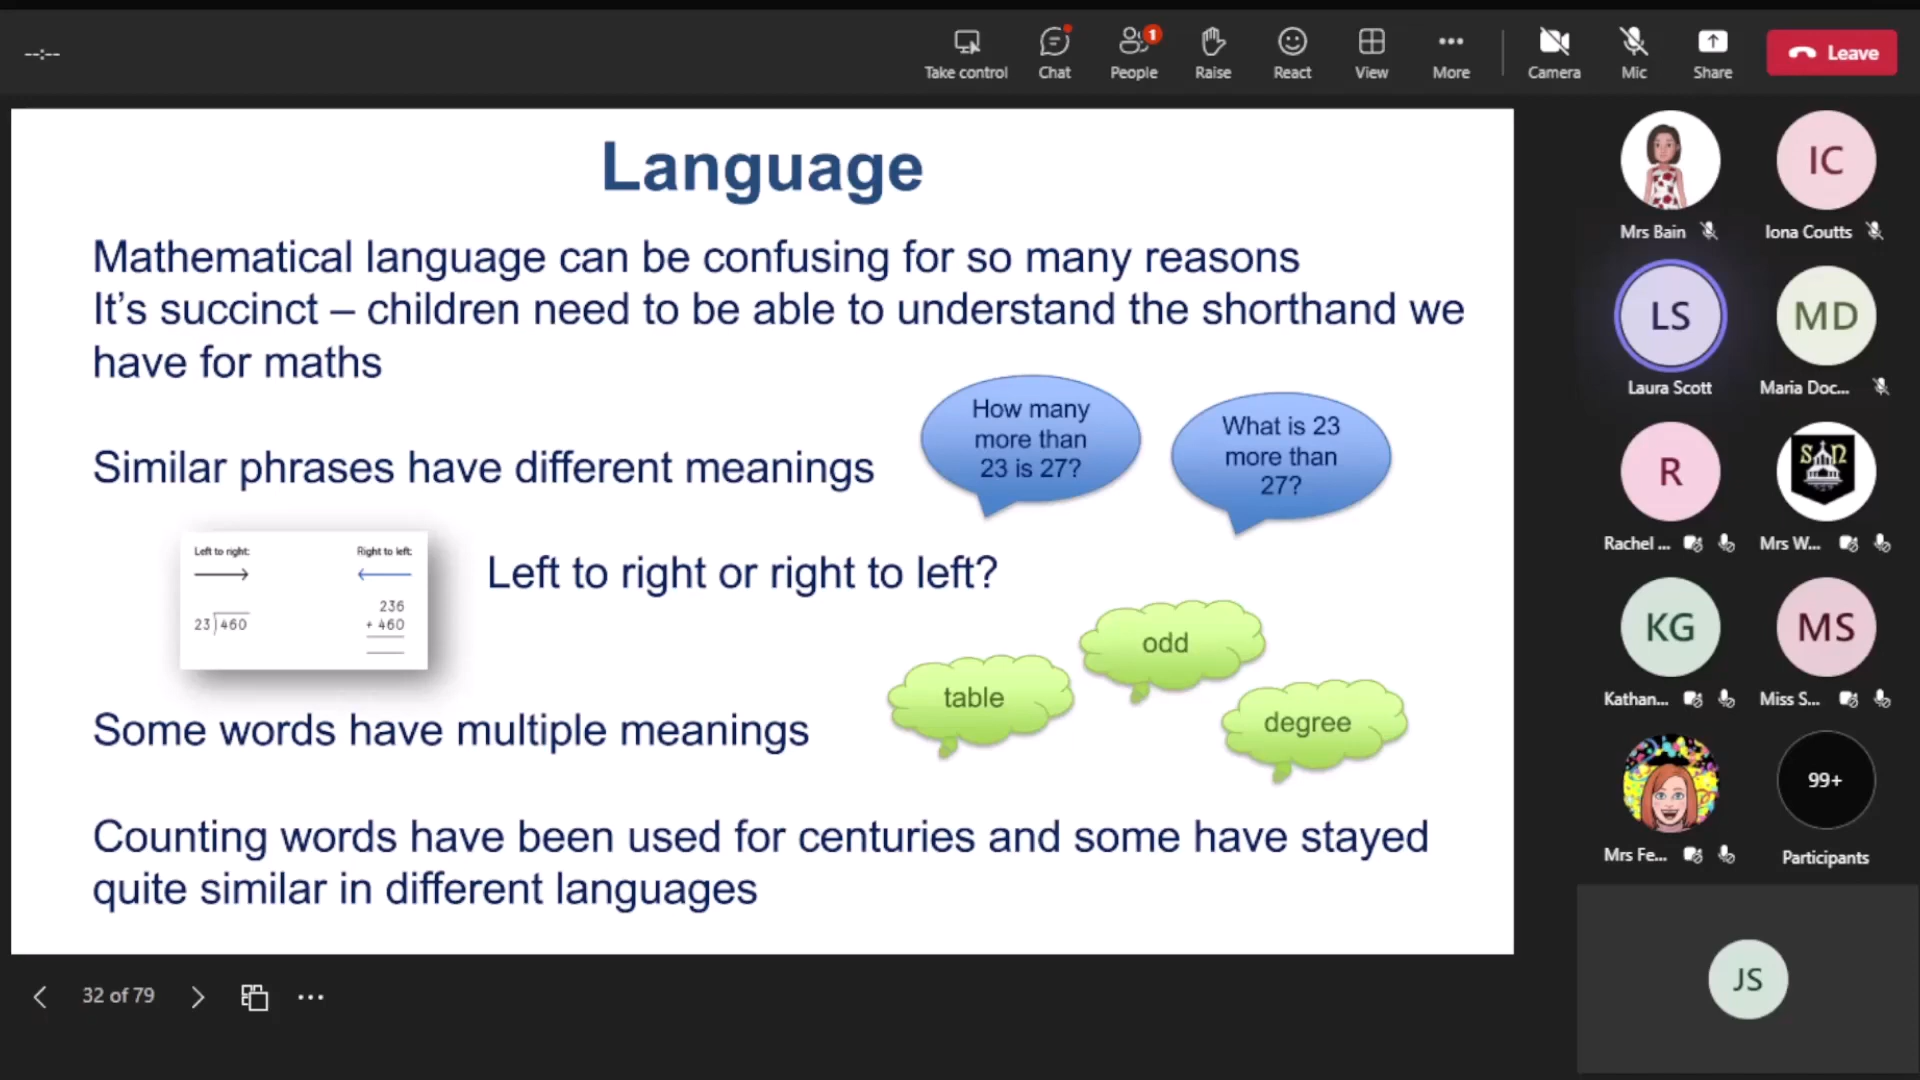 --:--
Take control
Chat
1
People
Raise
React
View
More
Camera
Mic
Share
Leave
Language
Mathematical language can be confusing for so many reasons
It’s succinct – children need to be able to understand the shorthand we
have for maths
Similar phrases have different meanings
How many
more than
23 is 27?
What is 23
more than
27?
Left to right:
Right to left:
23)460
236
+ 460
Left to right or right to left?
Some words have multiple meanings
table
odd
degree
Counting words have been used for centuries and some have stayed
quite similar in different languages
32 of 79
Mrs Bain
IC
Iona Coutts
LS
Laura Scott
MD
Maria Doc...
R
Rachel ...
SN
Mrs W...
KG
Kathan...
MS
Miss S...
Mrs Fe...
99+
Participants
JS